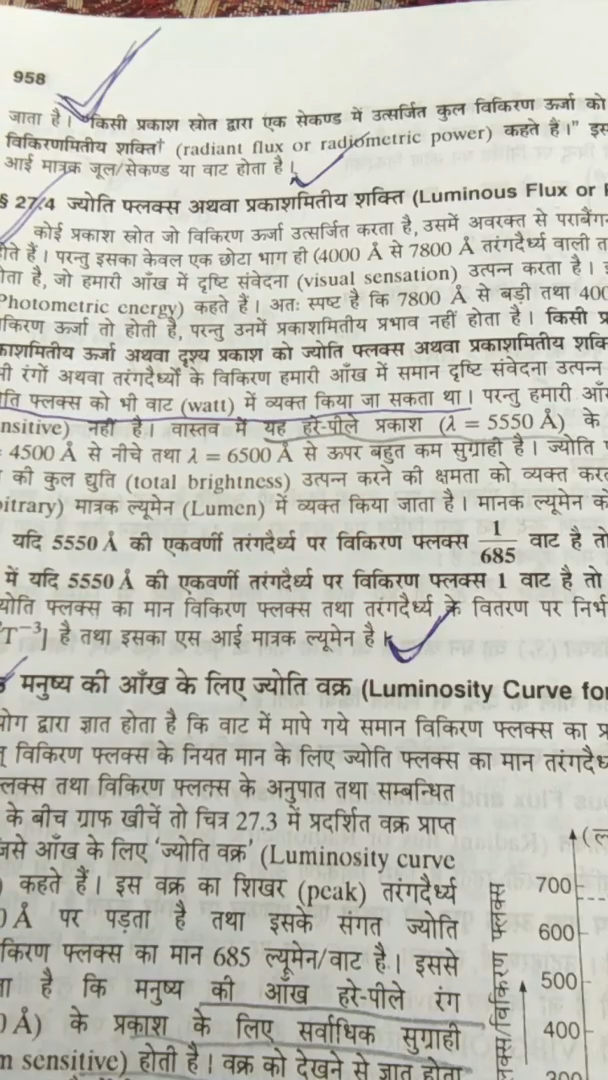 958
जाता है। "किसी प्रकाश स्रोत द्वारा एक सेकण्ड में उत्सर्जित कुल विकिरण ऊर्जा को
विकिरणमितीय शक्ति† (radiant flux or radiometric power) कहते हैं।" इस
आई मात्रक जूल/सेकण्ड या वाट होता है।
§ 27.4 ज्योति फ्लक्स अथवा प्रकाशमितीय शक्ति (Luminous Flux or
कोई प्रकाश स्रोत जो विकिरण ऊर्जा उत्सर्जित करता है, उसमें अवरक्त से पराबैंगन
होते हैं। परन्तु इसका केवल एक छोटा भाग ही (4000 Å से 7800 Å तरंगदैर्ध्य वाली
होता है, जो हमारी आँख में दृष्टि संवेदना (visual sensation) उत्पन्न करता है।
Photometric energy) कहते हैं। अतः स्पष्ट है कि 7800 Å से बड़ी तथा 400
किरण ऊर्जा तो होती है, परन्तु उनमें प्रकाशमितीय प्रभाव नहीं होता है। किसी
काशमितीय ऊर्जा अथवा दृश्य प्रकाश को ज्योति फ्लक्स अथवा प्रकाशमितीय शक्ति
भी रंगों अथवा तरंगदैर्ध्यों के विकिरण हमारी आँख में समान दृष्टि संवेदना उत्पन्न
ति फ्लक्स को भी वाट (watt) में व्यक्त किया जा सकता था। परन्तु हमारी आँ
nsitive) नहीं है। वास्तव में यह हरे-पीले प्रकाश (λ = 5550 Å) के
= 4500 Å से नीचे तथा λ = 6500 Å से ऊपर बहुत कम सुग्राही है। ज्योति
की कुल द्युति (total brightness) उत्पन्न करने की क्षमता को व्यक्त कर
bitrary) मात्रक ल्यूमेन (Lumen) में व्यक्त किया जाता है। मानक ल्यूमेन
यदि 5550 Å की एकवर्णी तरंगदैर्ध्य पर विकिरण फ्लक्स 1/685 वाट है तो
में यदि 5550 Å की एकवर्णी तरंगदैर्ध्य पर विकिरण फ्लक्स 1 वाट है तो
योति फ्लक्स का मान विकिरण फ्लक्स तथा तरंगदैर्ध्य के वितरण पर निर्भ
T⁻³] है तथा इसका एस आई मात्रक ल्यूमेन है।
मनुष्य की आँख के लिए ज्योति वक्र (Luminosity Curve for
योग द्वारा ज्ञात होता है कि वाट में मापे गये समान विकिरण फ्लक्स का
विकिरण फ्लक्स के नियत मान के लिए ज्योति फ्लक्स का मान तरंगदै
लक्स तथा विकिरण फ्लक्स के अनुपात तथा सम्बन्धित
के बीच ग्राफ खीचें तो चित्र 27.3 में प्रदर्शित वक्र प्राप्त
जिसे आँख के लिए 'ज्योति वक्र' (Luminosity curve
) कहते हैं। इस वक्र का शिखर (peak) तरंगदैर्ध्य
0 Å पर पड़ता है तथा इसके संगत ज्योति
किरण फ्लक्स का मान 685 ल्यूमेन/वाट है। इससे
ता है कि मनुष्य की आँख हरे-पीले रंग
0 Å) के प्रकाश के लिए सर्वाधिक सुग्राही
m sensitive) होती है। वक्र को देखने से ज्ञात होता
700
600
500
400
300
लक्स/विकिरण फ्लक्स